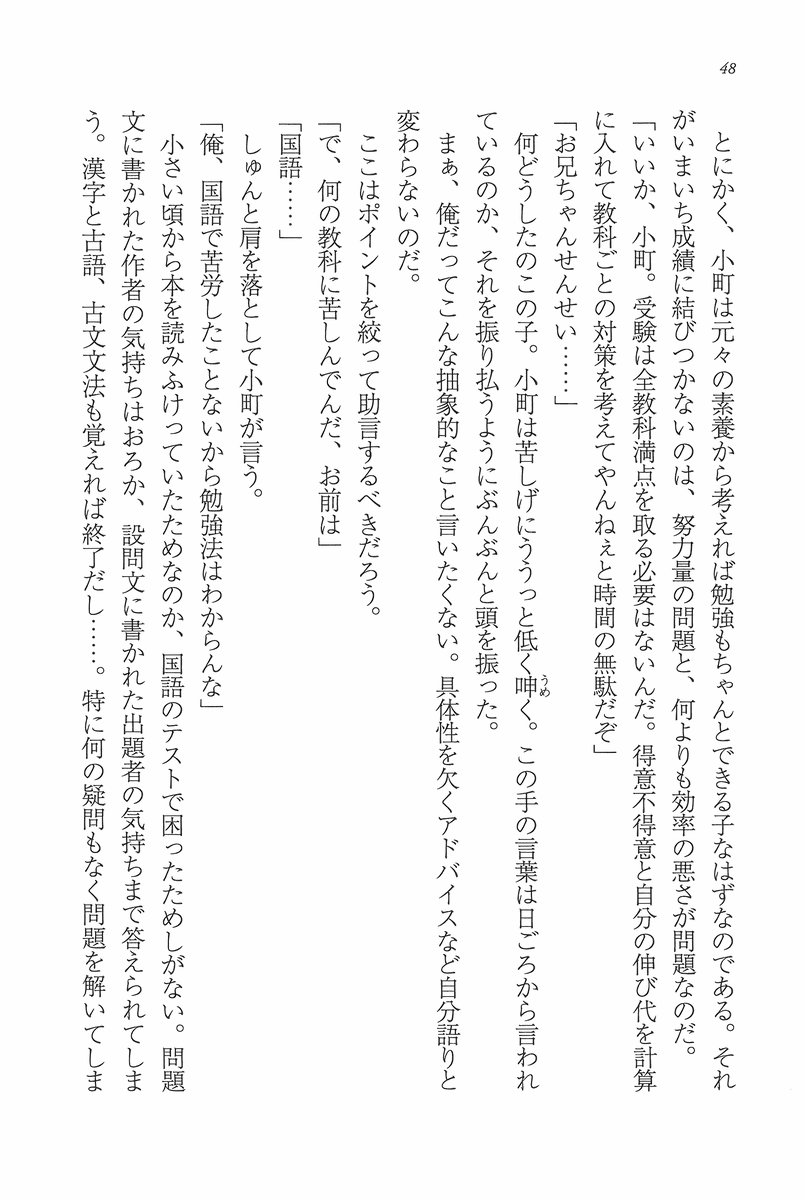 48
とにかく、小町は元々の素養から考えれば勉強もちゃんとできる子なはずなのである。それ
がいまいち成績に結びつかないのは、努力量の問題と、何よりも効率の悪さが問題なのだ。
「いいか、小町。受験は全教科満点を取る必要はないんだ。得意不得意と自分の伸び代を計算
に入れて教科ごとの対策を考えてやんねぇと時間の無駄だぞ」
「お兄ちゃんせんせい……」
何どうしたのこの子。小町は苦しげにううっと低く呻く。この手の言葉は日ごろから言われ
うめ
ているのか、それを振り払うようにぶんぶんと頭を振った。
まぁ、俺だってこんな抽象的なこと言いたくない。具体性を欠くアドバイスなど自分語りと
変わらないのだ。
ここはポイントを絞って助言するべきだろう。
「で、何の教科に苦しんでんだ、お前は」
「国語……」
しゅんと肩を落として小町が言う。
「俺、国語で苦労したことないから勉強法はわからんな」
小さい頃から本を読みふけっていたためなのか、国語のテストで困ったためしがない。問題
文に書かれた作者の気持ちはおろか、設問文に書かれた出題者の気持ちまで答えられてしま
う。漢字と古語、古文文法も覚えれば終了だし……。特に何の疑問もなく問題を解いてしま